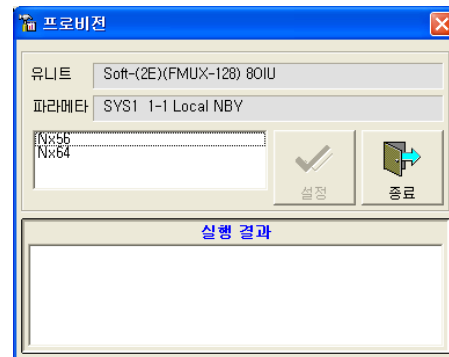 프로비전
유니트 Soft-(2E)(FMUX-128) 8OIU
파라메타 SYS1 1-1 Local NBY
Nx56
Nx64
설정
종료
실행 결과